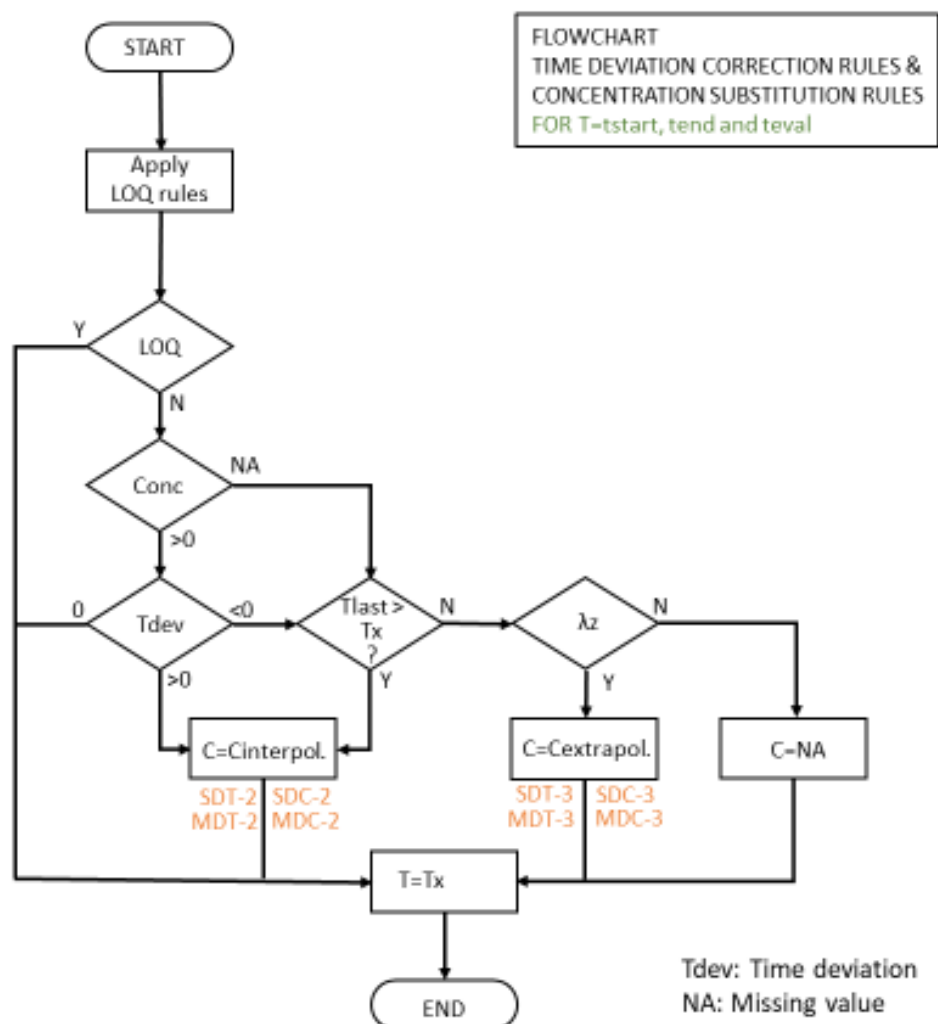 START
FLOWCHART
TIME DEVIATION CORRECTION RULES &
CONCENTRATION SUBSTITUTION RULES
FOR T=tstart, tend and teval
Apply
LOQ rules
Y
LOQ
N
Conc
NA
>0
0
Tdev
<0
>0
Tlast >
Tx
?
N
Y
λz
N
Y
C=Cinterpol.
C=Cextrapol.
C=NA
SDT-2 SDC-2
MDT-2 MDC-2
SDT-3 SDC-3
MDT-3 MDC-3
T=Tx
END
Tdev: Time deviation
NA: Missing value